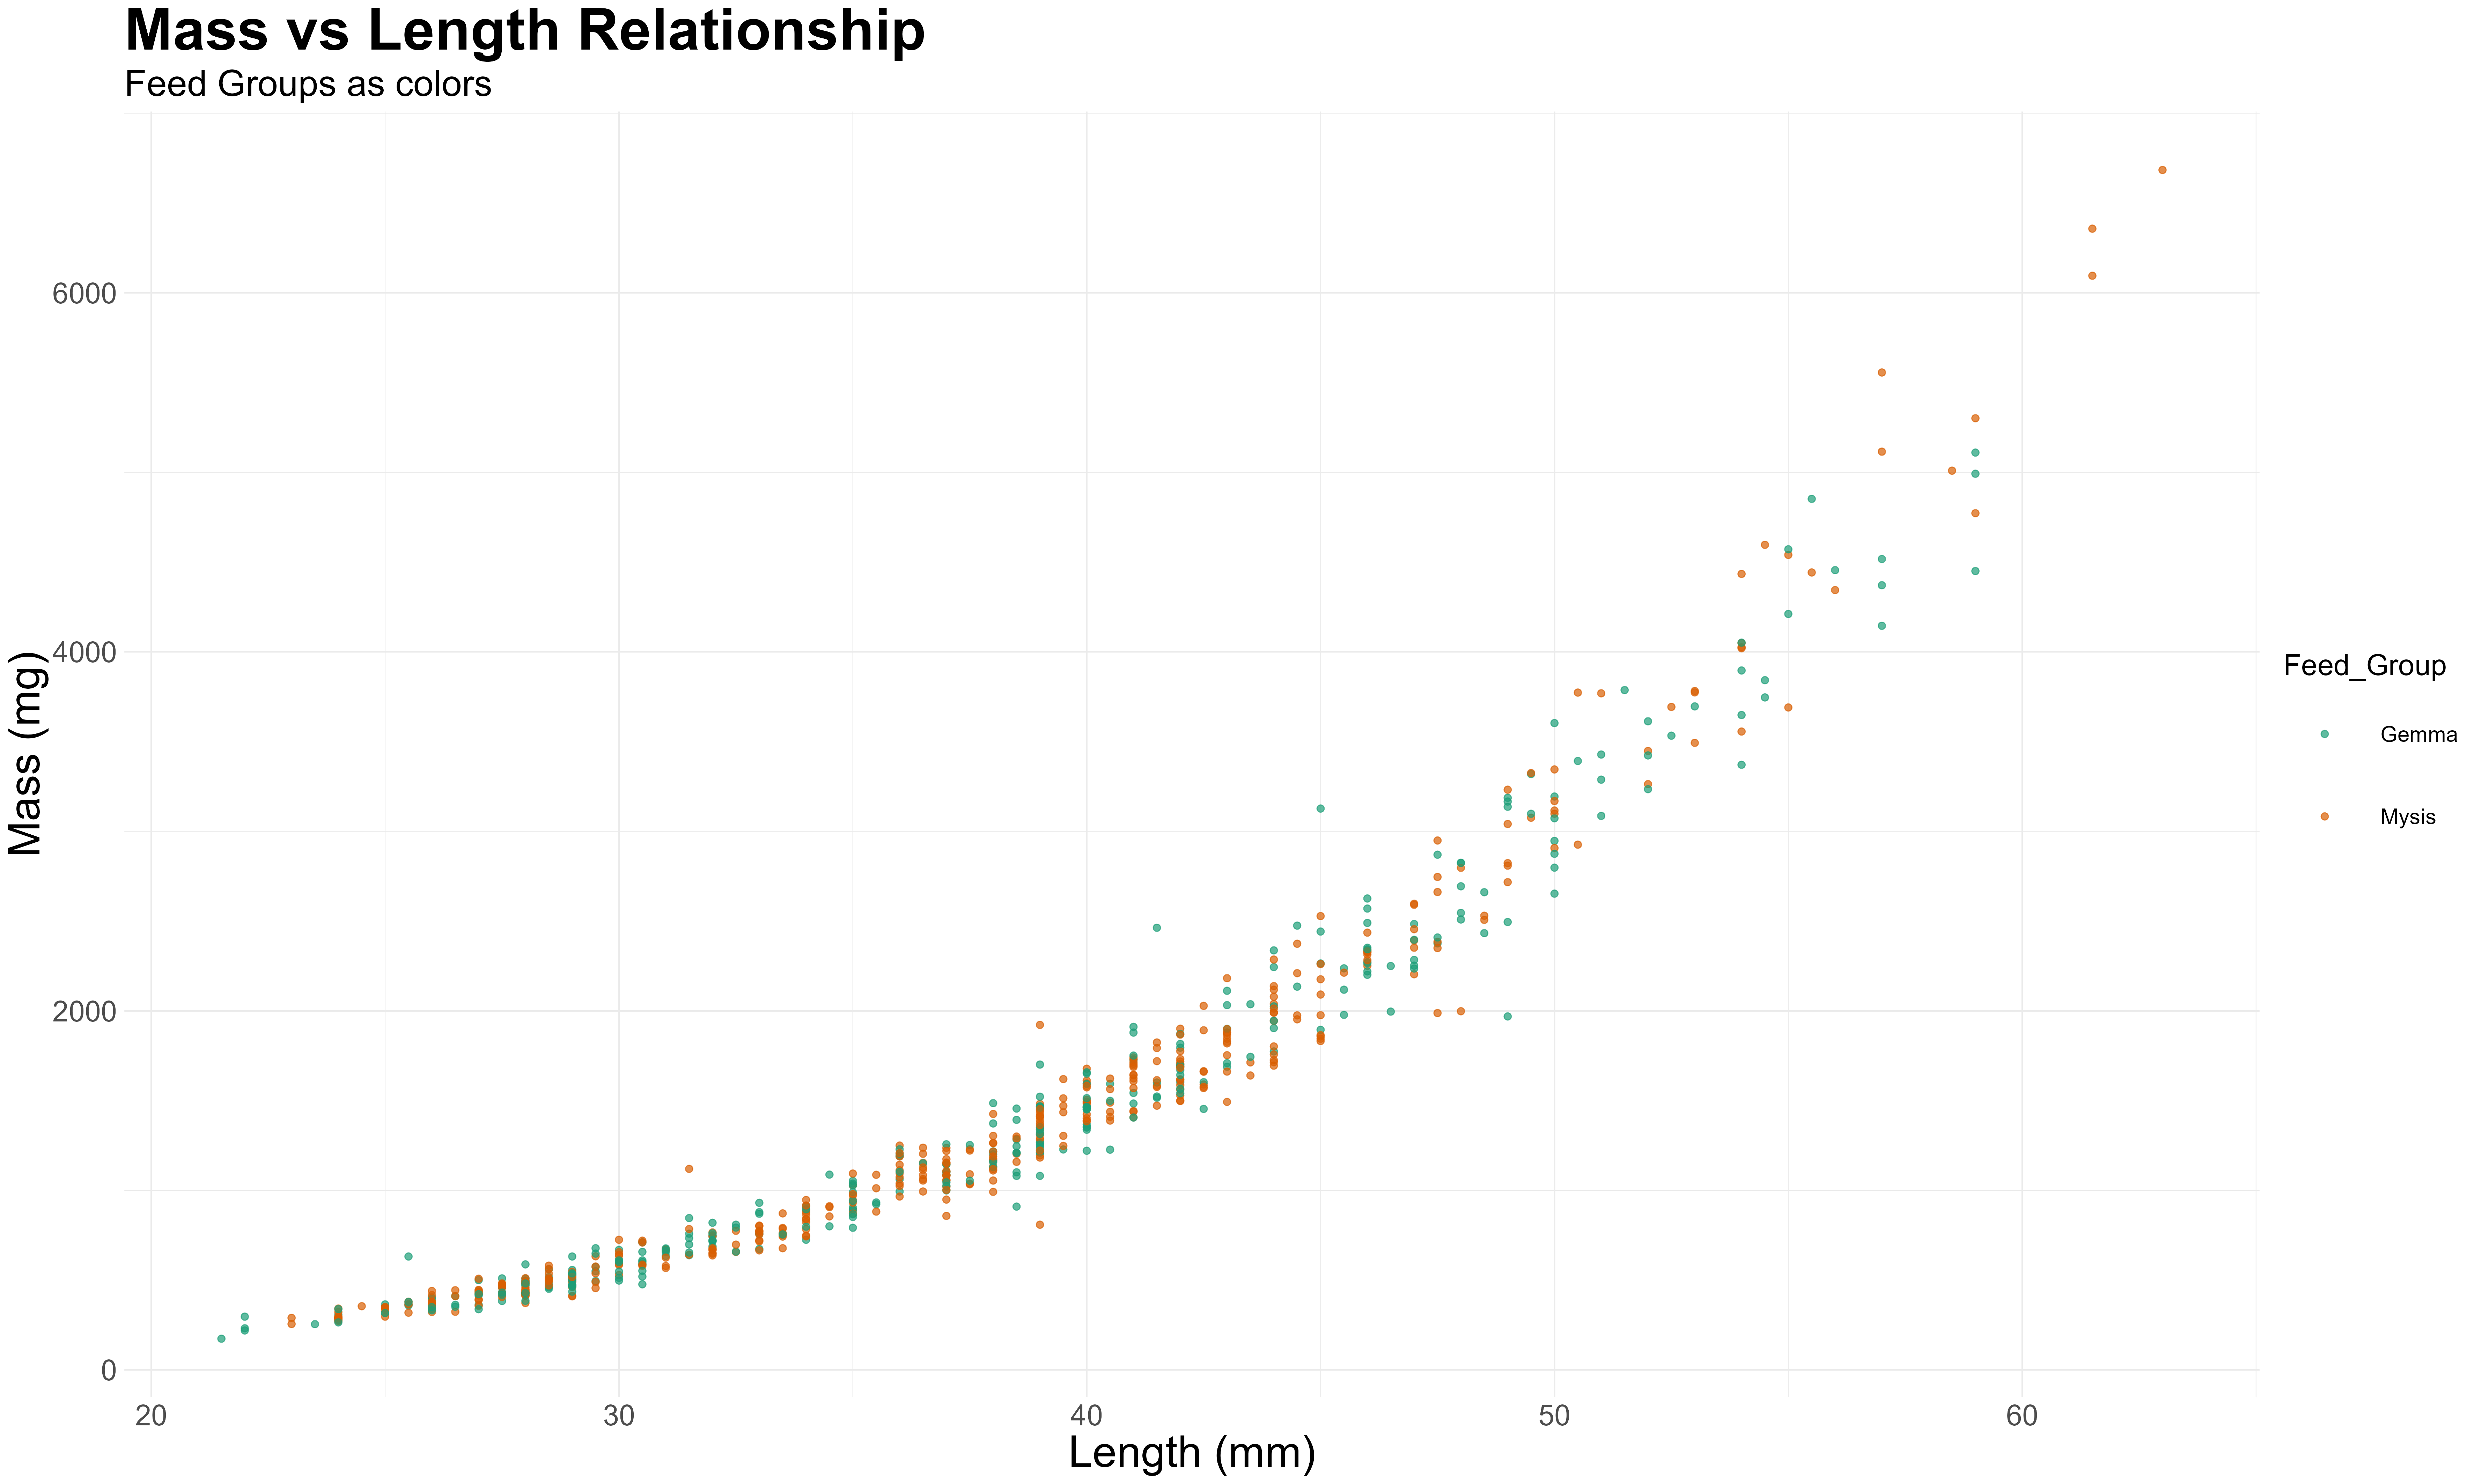 Mass vs Length Relationship
Feed Groups as colors
Mass (mg)
6000
4000
2000
0
20
30
40
50
60
Length (mm)
Feed_Group
Gemma
Mysis